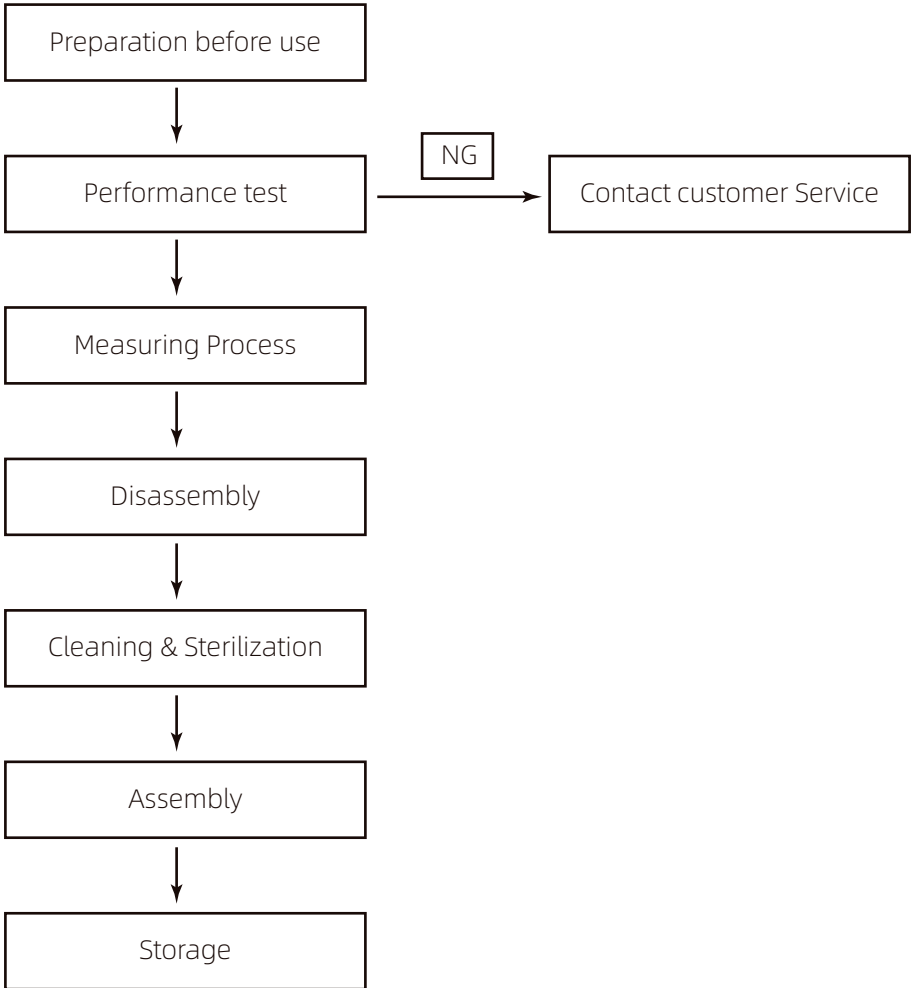 Preparation before use
NG
Performance test
Contact customer Service
Measuring Process
Disassembly
Cleaning & Sterilization
Assembly
Storage